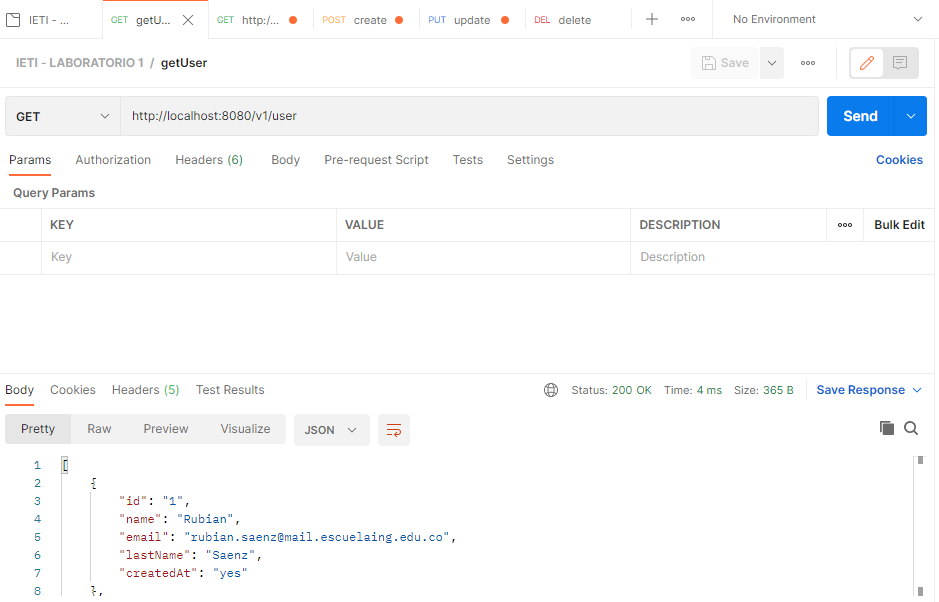 IETI - ... GET getU... GET http:/... POST create PUT update DEL delete No Environment
IETI - LABORATORIO 1 / getUser Save
GET http://localhost:8080/v1/user Send
Params Authorization Headers (6) Body Pre-request Script Tests Settings Cookies
Query Params
KEY VALUE DESCRIPTION Bulk Edit
Key Value Description
Body Cookies Headers (5) Test Results Status: 200 OK Time: 4 ms Size: 365 B Save Response
Pretty Raw Preview Visualize JSON
1 [
2 {
3 "id": "1",
4 "name": "Rubian",
5 "email": "rubian.saenz@mail.escuelaing.edu.co",
6 "lastName": "Saenz",
7 "createdAt": "yes"
8 },